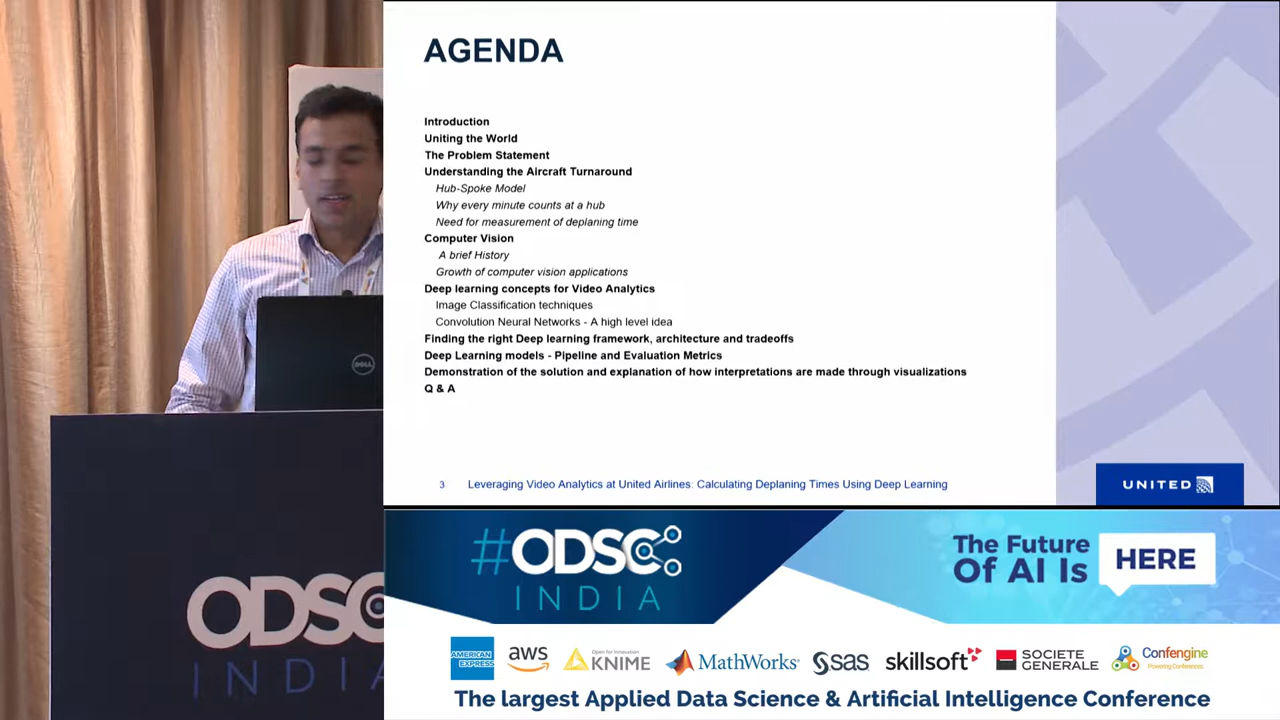 AGENDA
Introduction
Uniting the World
The Problem Statement
Understanding the Aircraft Turnaround
Hub-Spoke Model
Why every minute counts at a hub
Need for measurement of deplaning time
Computer Vision
A brief History
Growth of computer vision applications
Deep learning concepts for Video Analytics
Image Classification techniques
Convolution Neural Networks - A high level idea
Finding the right Deep learning framework, architecture and tradeoffs
Deep Learning models - Pipeline and Evaluation Metrics
Demonstration of the solution and explanation of how interpretations are made through visualizations
Q & A
3 Leveraging Video Analytics at United Airlines: Calculating Deplaning Times Using Deep Learning
UNITED
DELL
ODSC
INDIA
#ODSC
INDIA
The Future
Of AI Is
HERE
AMERICAN
EXPRESS
aws
Open for Innovation
KNIME
MathWorks
sas
skillsoft
SOCIETE
GENERALE
Confengine
Powering Conferences
The largest Applied Data Science & Artificial Intelligence Conference